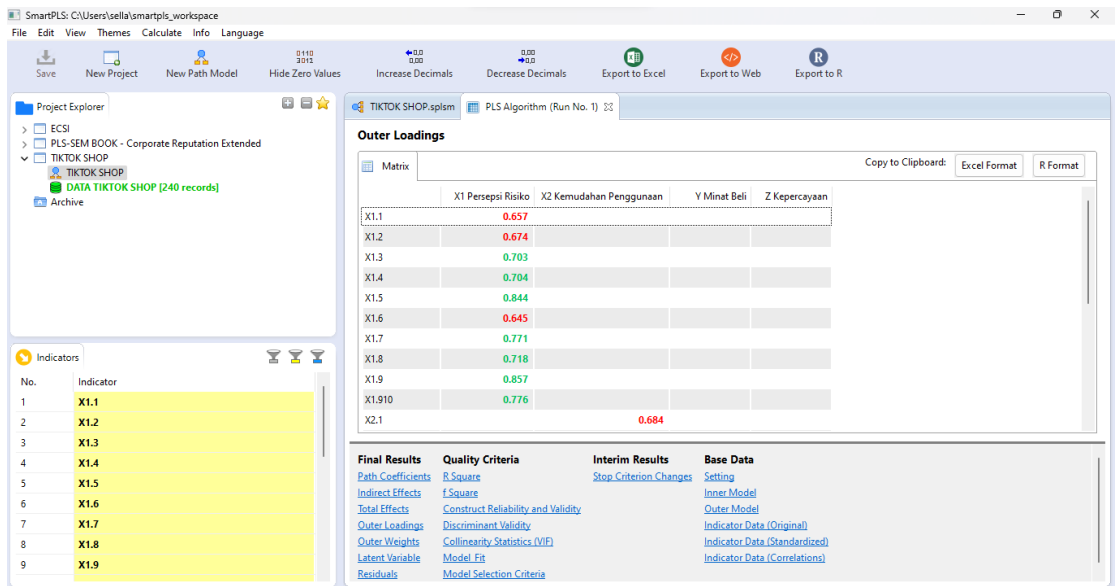 SmartPLS: C:\Users\sella\smartpls_workspace
File Edit View Themes Calculate Info Language
Save New Project New Path Model Hide Zero Values Increase Decimals Decrease Decimals Export to Excel Export to Web Export to R
Project Explorer
ECSI
PLS-SEM BOOK - Corporate Reputation Extended
TIKTOK SHOP
TIKTOK SHOP
DATA TIKTOK SHOP [240 records]
Archive
Indicators
No. Indicator
1 X1.1
2 X1.2
3 X1.3
4 X1.4
5 X1.5
6 X1.6
7 X1.7
8 X1.8
9 X1.9
TIKTOK SHOP.splsm PLS Algorithm (Run No. 1)
Outer Loadings
Matrix Copy to Clipboard: Excel Format R Format
X1 Persepsi Risiko X2 Kemudahan Penggunaan Y Minat Beli Z Kepercayaan
X1.1 0.657
X1.2 0.674
X1.3 0.703
X1.4 0.704
X1.5 0.844
X1.6 0.645
X1.7 0.771
X1.8 0.718
X1.9 0.857
X1.910 0.776
X2.1 0.684
Final Results Quality Criteria Interim Results Base Data
Path Coefficients R Square Stop Criterion Changes Setting
Indirect Effects f Square Inner Model
Total Effects Construct Reliability and Validity Outer Model
Outer Loadings Discriminant Validity Indicator Data (Original)
Outer Weights Collinearity Statistics (VIF) Indicator Data (Standardized)
Latent Variable Model_Fit Indicator Data (Correlations)
Residuals Model Selection Criteria